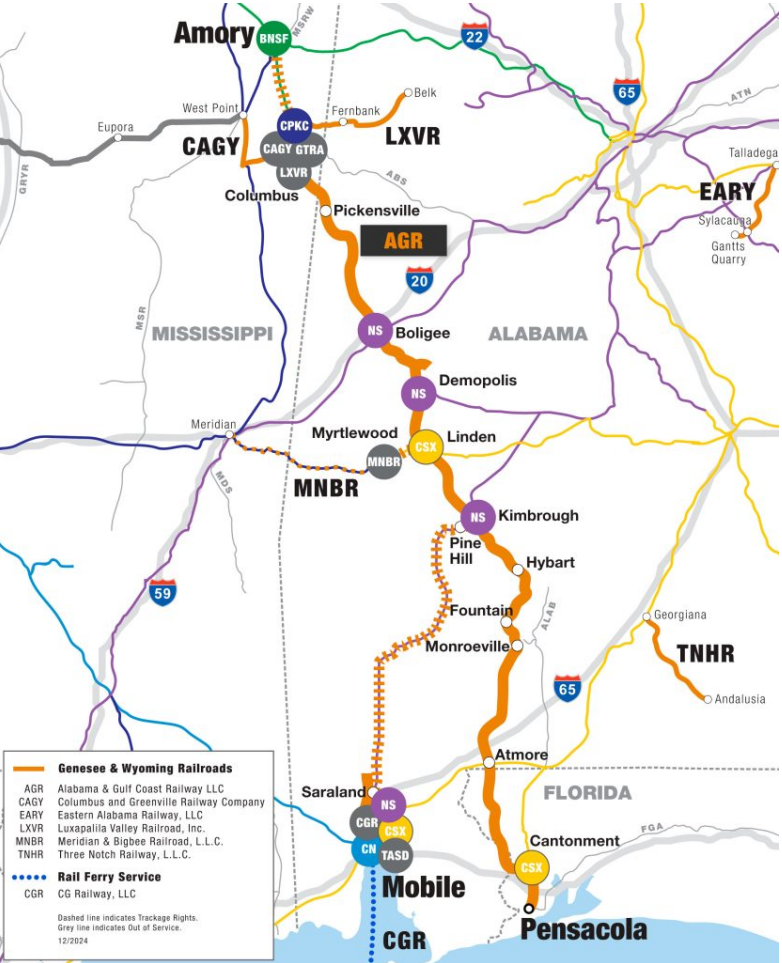 Amory
BNSF
MSRW
22
65
ATN
Belk
West Point
Fernbank
Eupora
CPKC
CAGY
CAGY GTRA
LXVR
LXVR
Talladega
GRYR
ABS
EARY
Columbus
Pickensville
Sylacauga
Gantts
Quarry
AGR
20
MSR
MISSISSIPPI
NS
Boligee
ALABAMA
Demopolis
NS
Meridian
Myrtlewood
CSX
Linden
MNBR
MNBR
MDS
NS
Kimbrough
Pine
Hill
Hybart
59
Fountain
ALAB
Georgiana
Monroeville
TNHR
65
Andalusia
Atmore
Saraland
NS
FLORIDA
CGR
CSX
FGA
CN
TASD
Cantonment
CSX
Mobile
Pensacola
CGR
Genesee & Wyoming Railroads
AGR Alabama & Gulf Coast Railway LLC
CAGY Columbus and Greenville Railway Company
EARY Eastern Alabama Railway, LLC
LXVR Luxapalila Valley Railroad, Inc.
MNBR Meridian & Bigbee Railroad, L.L.C.
TNHR Three Notch Railway, L.L.C.
Rail Ferry Service
CGR CG Railway, LLC
Dashed line indicates Trackage Rights.
Grey line indicates Out of Service.
12/2024